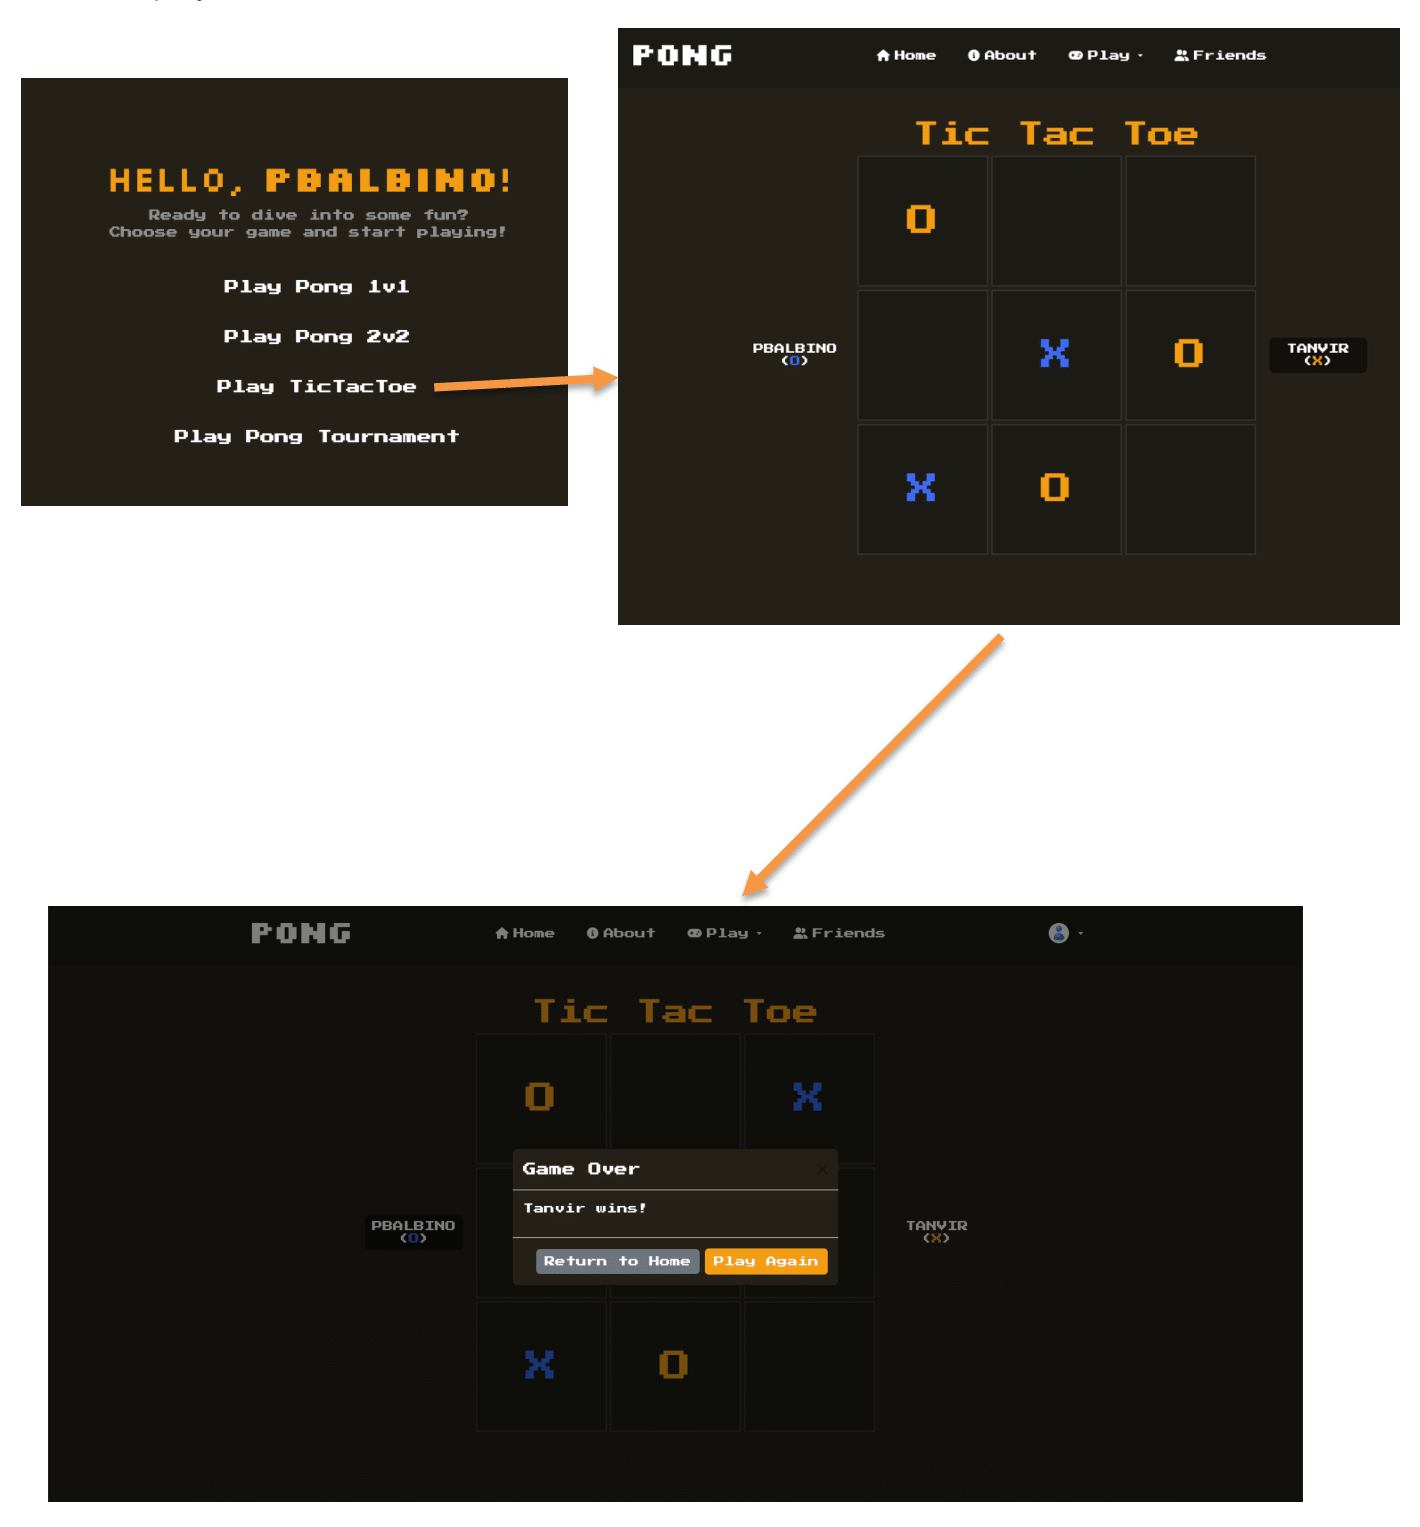 HELLO, PBALBINO!
Ready to dive into some fun?
Choose your game and start playing!
Play Pong 1v1
Play Pong 2v2
Play TicTacToe
Play Pong Tournament
PONG
Home About Play Friends
Tic Tac Toe
O
PBALBINO
(O)
X O
TANVIR
(X)
X O
PONG
Home About Play Friends
Tic Tac Toe
O X
Game Over
Tanvir wins!
PBALBINO
(O)
TANVIR
(X)
Return to Home Play Again
X O